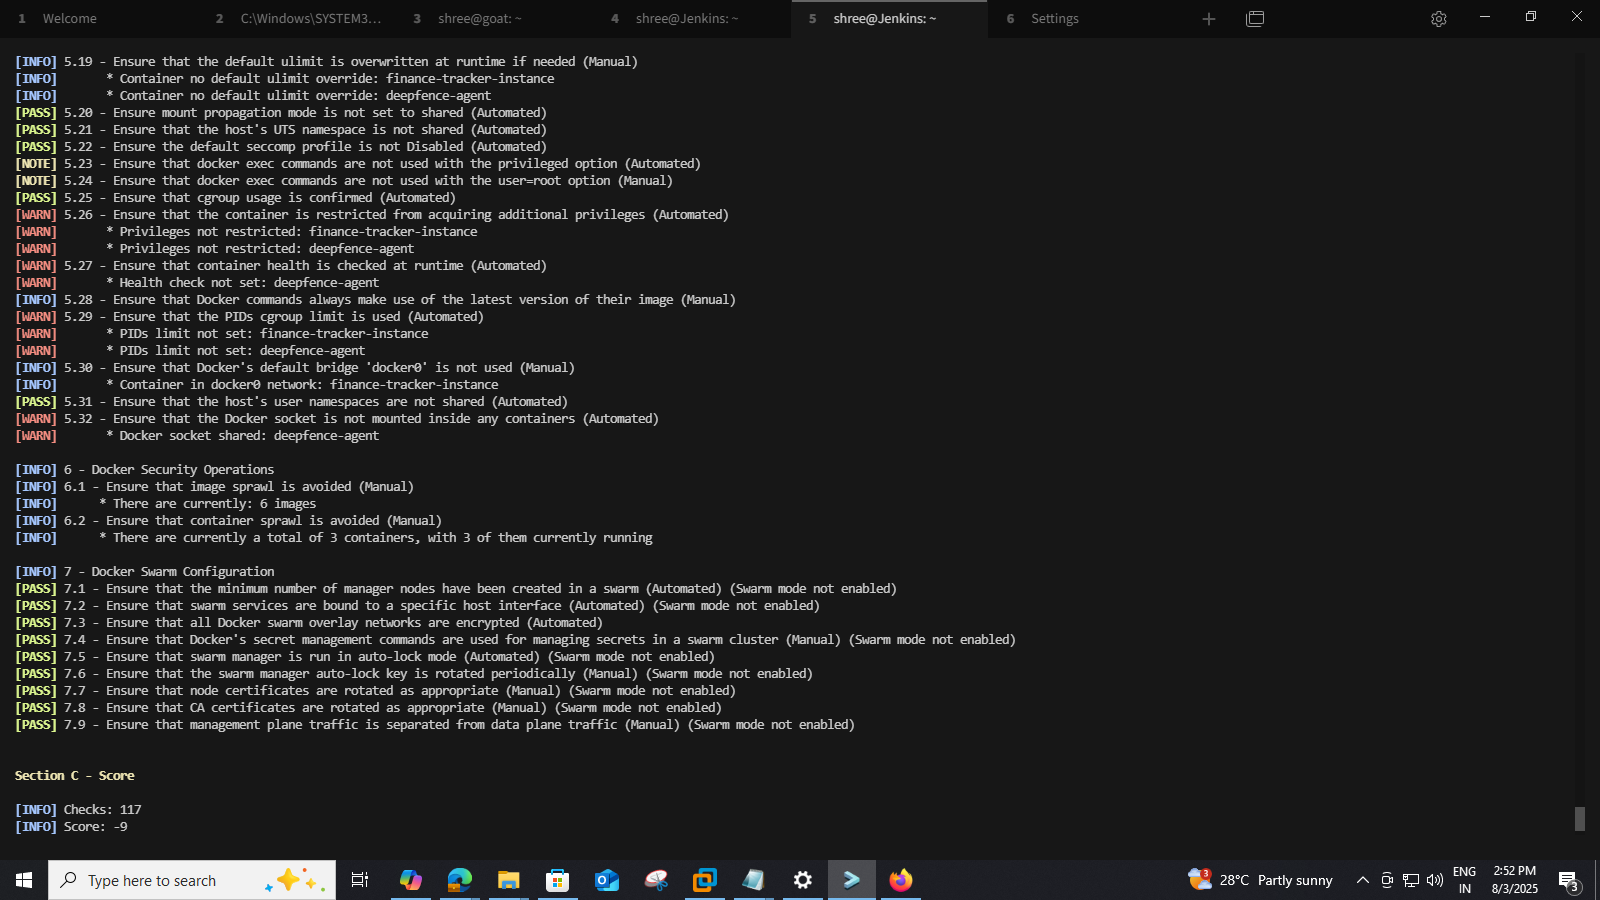 1 Welcome
2 C:\Windows\SYSTEM3...
3 shree@goat: ~
4 shree@Jenkins: ~
5 shree@Jenkins: ~
6 Settings
[INFO] 5.19 - Ensure that the default ulimit is overwritten at runtime if needed (Manual)
[INFO] * Container no default ulimit override: finance-tracker-instance
[INFO] * Container no default ulimit override: deepfence-agent
[PASS] 5.20 - Ensure mount propagation mode is not set to shared (Automated)
[PASS] 5.21 - Ensure that the host's UTS namespace is not shared (Automated)
[PASS] 5.22 - Ensure the default seccomp profile is not Disabled (Automated)
[NOTE] 5.23 - Ensure that docker exec commands are not used with the privileged option (Automated)
[NOTE] 5.24 - Ensure that docker exec commands are not used with the user=root option (Manual)
[PASS] 5.25 - Ensure that cgroup usage is confirmed (Automated)
[WARN] 5.26 - Ensure that the container is restricted from acquiring additional privileges (Automated)
[WARN] * Privileges not restricted: finance-tracker-instance
[WARN] * Privileges not restricted: deepfence-agent
[WARN] 5.27 - Ensure that container health is checked at runtime (Automated)
[WARN] * Health check not set: deepfence-agent
[INFO] 5.28 - Ensure that Docker commands always make use of the latest version of their image (Manual)
[WARN] 5.29 - Ensure that the PIDs cgroup limit is used (Automated)
[WARN] * PIDs limit not set: finance-tracker-instance
[WARN] * PIDs limit not set: deepfence-agent
[INFO] 5.30 - Ensure that Docker's default bridge 'docker0' is not used (Manual)
[INFO] * Container in docker0 network: finance-tracker-instance
[PASS] 5.31 - Ensure that the host's user namespaces are not shared (Automated)
[WARN] 5.32 - Ensure that the Docker socket is not mounted inside any containers (Automated)
[WARN] * Docker socket shared: deepfence-agent
[INFO] 6 - Docker Security Operations
[INFO] 6.1 - Ensure that image sprawl is avoided (Manual)
[INFO] * There are currently: 6 images
[INFO] 6.2 - Ensure that container sprawl is avoided (Manual)
[INFO] * There are currently a total of 3 containers, with 3 of them currently running
[INFO] 7 - Docker Swarm Configuration
[PASS] 7.1 - Ensure that the minimum number of manager nodes have been created in a swarm (Automated) (Swarm mode not enabled)
[PASS] 7.2 - Ensure that swarm services are bound to a specific host interface (Automated) (Swarm mode not enabled)
[PASS] 7.3 - Ensure that all Docker swarm overlay networks are encrypted (Automated)
[PASS] 7.4 - Ensure that Docker's secret management commands are used for managing secrets in a swarm cluster (Manual) (Swarm mode not enabled)
[PASS] 7.5 - Ensure that swarm manager is run in auto-lock mode (Automated) (Swarm mode not enabled)
[PASS] 7.6 - Ensure that the swarm manager auto-lock key is rotated periodically (Manual) (Swarm mode not enabled)
[PASS] 7.7 - Ensure that node certificates are rotated as appropriate (Manual) (Swarm mode not enabled)
[PASS] 7.8 - Ensure that CA certificates are rotated as appropriate (Manual) (Swarm mode not enabled)
[PASS] 7.9 - Ensure that management plane traffic is separated from data plane traffic (Manual) (Swarm mode not enabled)
Section C - Score
[INFO] Checks: 117
[INFO] Score: -9
Type here to search
3
28°C Partly sunny
ENG
IN
2:52 PM
8/3/2025
3